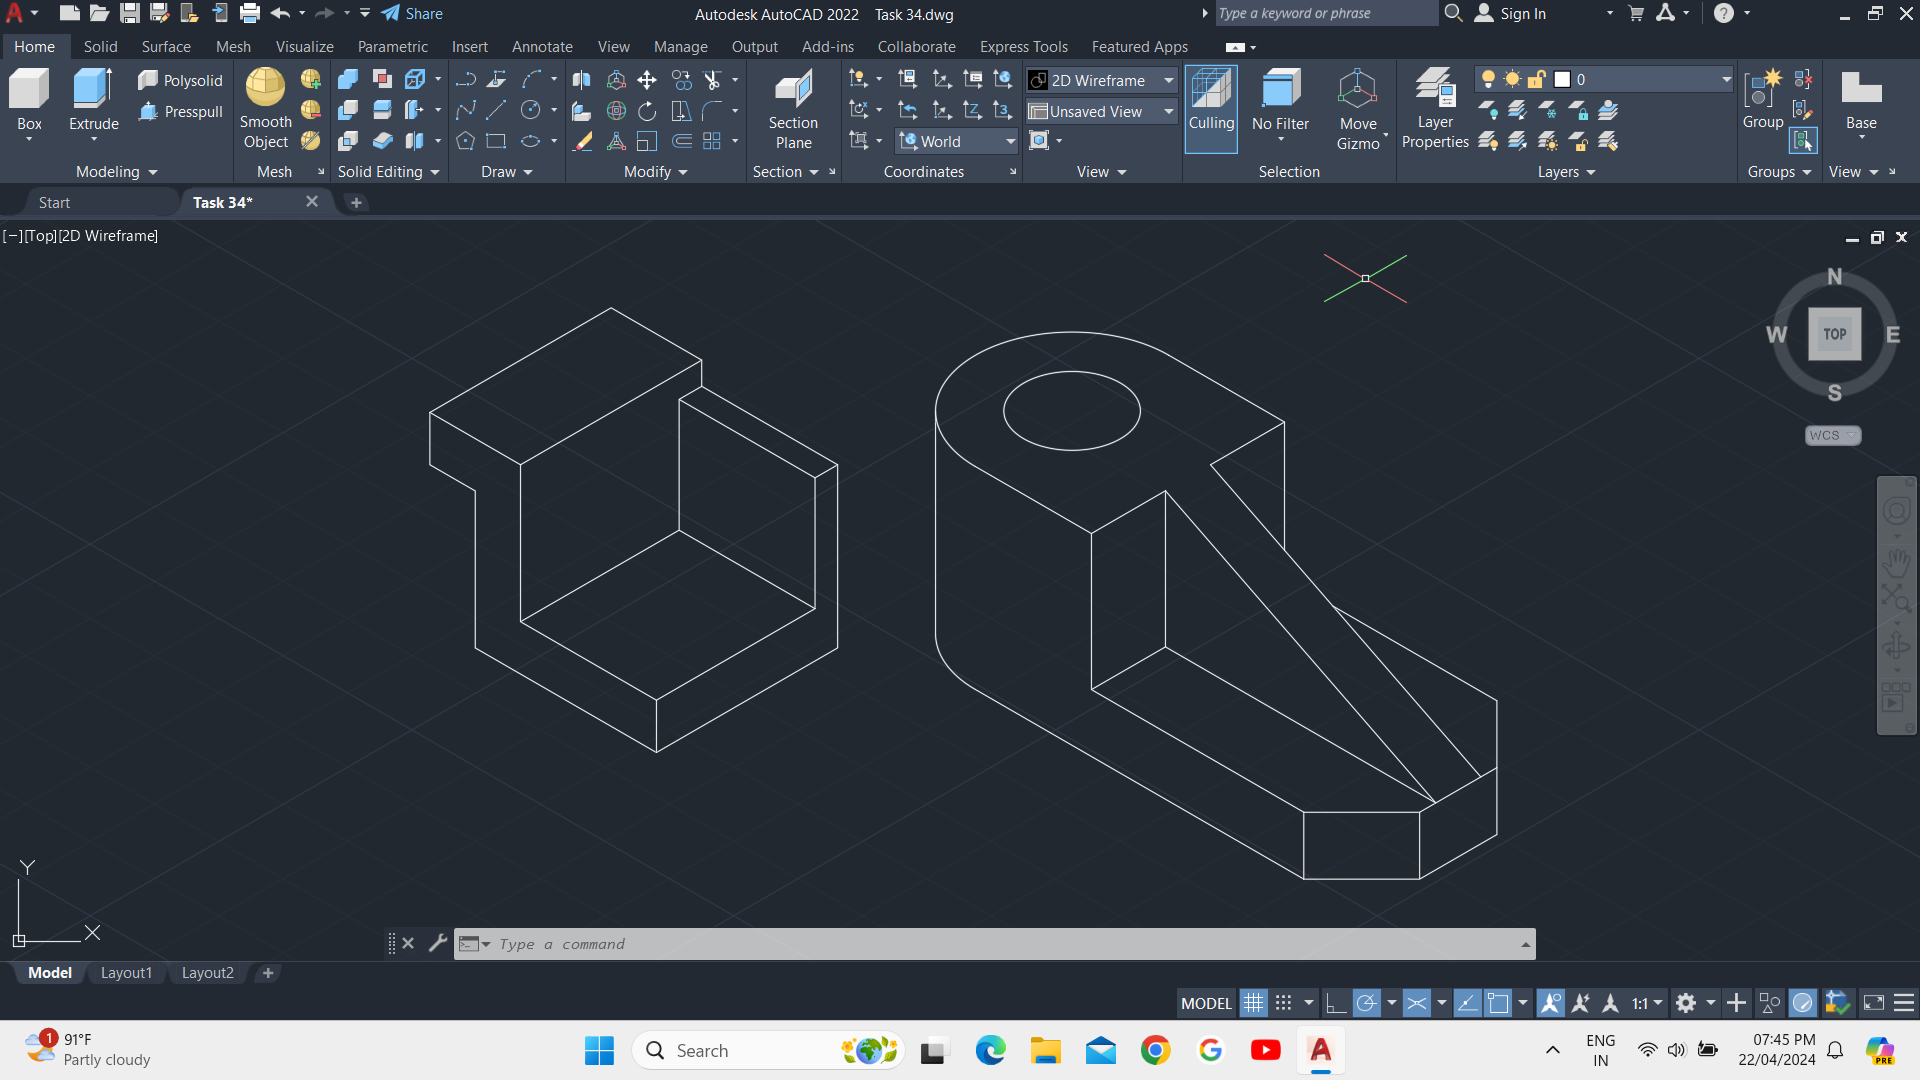 Share
Autodesk AutoCAD 2022 Task 34.dwg
Type a keyword or phrase
Sign In
Home Solid Surface Mesh Visualize Parametric Insert Annotate View Manage Output Add-ins Collaborate Express Tools Featured Apps
Box
Extrude
Polysolid
Presspull
Modeling
Smooth
Object
Mesh
Solid Editing
Draw
Modify
Section
Plane
Section
World
Coordinates
2D Wireframe
Unsaved View
View
Culling
No Filter
Move
Gizmo
Selection
Layer
Properties
0
Layers
Group
Groups
Base
View
Start
Task 34*
[−][Top][2D Wireframe]
N
W TOP E
S
WCS
Y
X
Type a command
Model Layout1 Layout2
MODEL
1:1
1
91°F
Partly cloudy
Search
ENG
IN
07:45 PM
22/04/2024
PRE